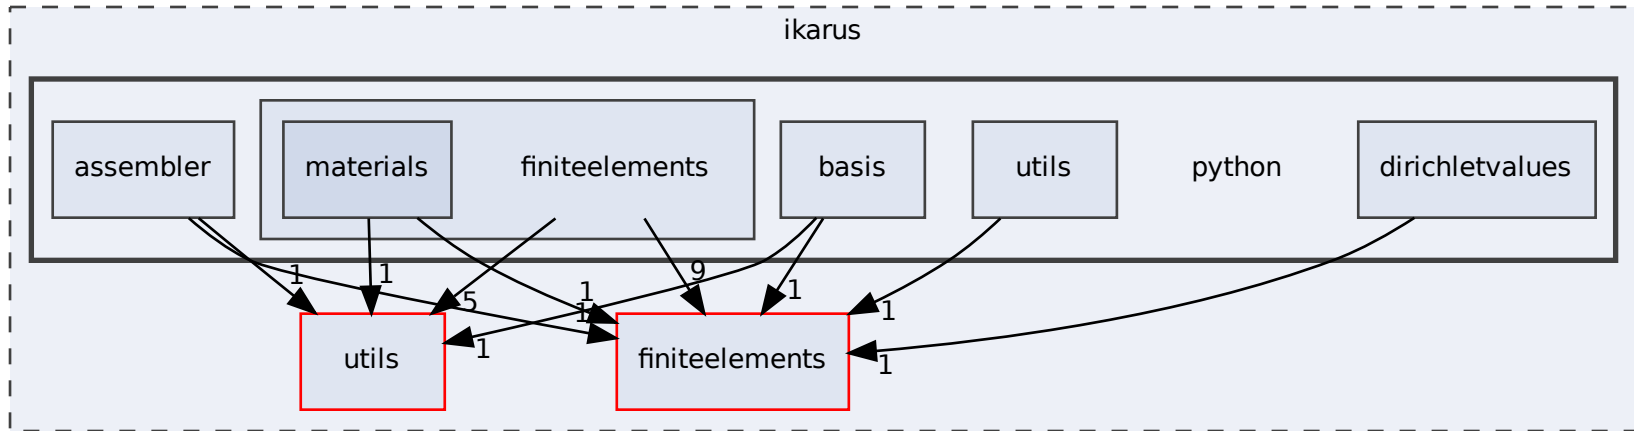 ikarus
assembler
materials
finiteelements
basis
utils
python
dirichletvalues
1
1
5
1
1
9
1
1
1
1
utils
finiteelements